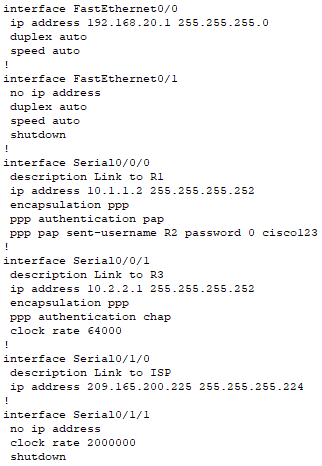 interface FastEthernet0/0
 ip address 192.168.20.1 255.255.255.0
 duplex auto
 speed auto
!
interface FastEthernet0/1
 no ip address
 duplex auto
 speed auto
 shutdown
!
interface Serial0/0/0
 description Link to R1
 ip address 10.1.1.2 255.255.255.252
 encapsulation ppp
 ppp authentication pap
 ppp pap sent-username R2 password 0 cisco123
!
interface Serial0/0/1
 description Link to R3
 ip address 10.2.2.1 255.255.255.252
 encapsulation ppp
 ppp authentication chap
 clock rate 64000
!
interface Serial0/1/0
 description Link to ISP
 ip address 209.165.200.225 255.255.255.224
!
interface Serial0/1/1
 no ip address
 clock rate 2000000
 shutdown